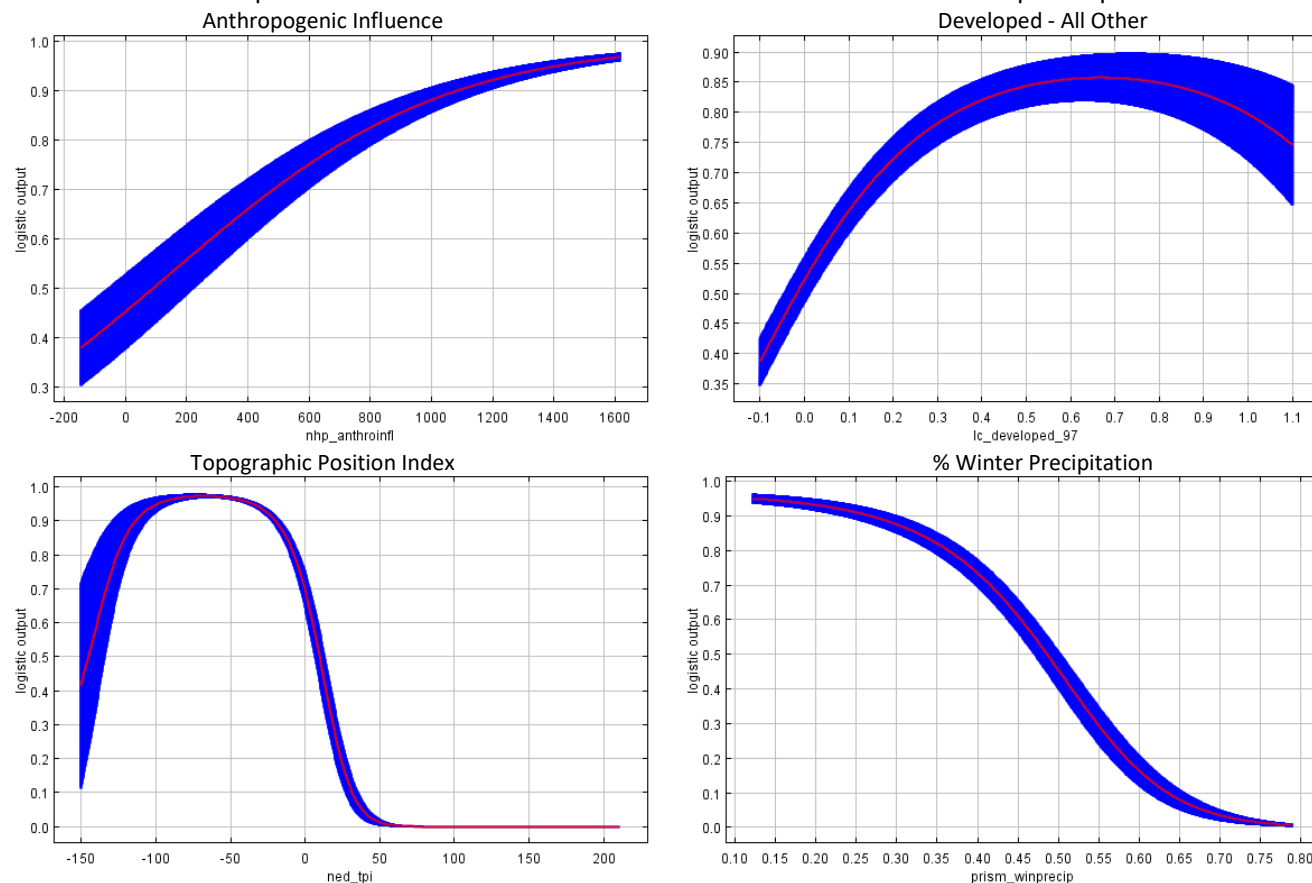 Anthropogenic Influence
1.0
0.9
0.8
0.7
0.6
0.5
0.4
0.3
logistic output
-200 0 200 400 600 800 1000 1200 1400 1600
nhp_anthroinfl
Developed - All Other
0.90
0.85
0.80
0.75
0.70
0.65
0.60
0.55
0.50
0.45
0.40
0.35
logistic output
-0.1 0.0 0.1 0.2 0.3 0.4 0.5 0.6 0.7 0.8 0.9 1.0 1.1
lc_developed_97
Topographic Position Index
1.0
0.9
0.8
0.7
0.6
0.5
0.4
0.3
0.2
0.1
0.0
logistic output
-150 -100 -50 0 50 100 150 200
ned_tpi
% Winter Precipitation
1.0
0.9
0.8
0.7
0.6
0.5
0.4
0.3
0.2
0.1
0.0
logistic output
0.10 0.15 0.20 0.25 0.30 0.35 0.40 0.45 0.50 0.55 0.60 0.65 0.70 0.75 0.80
prism_winprecip